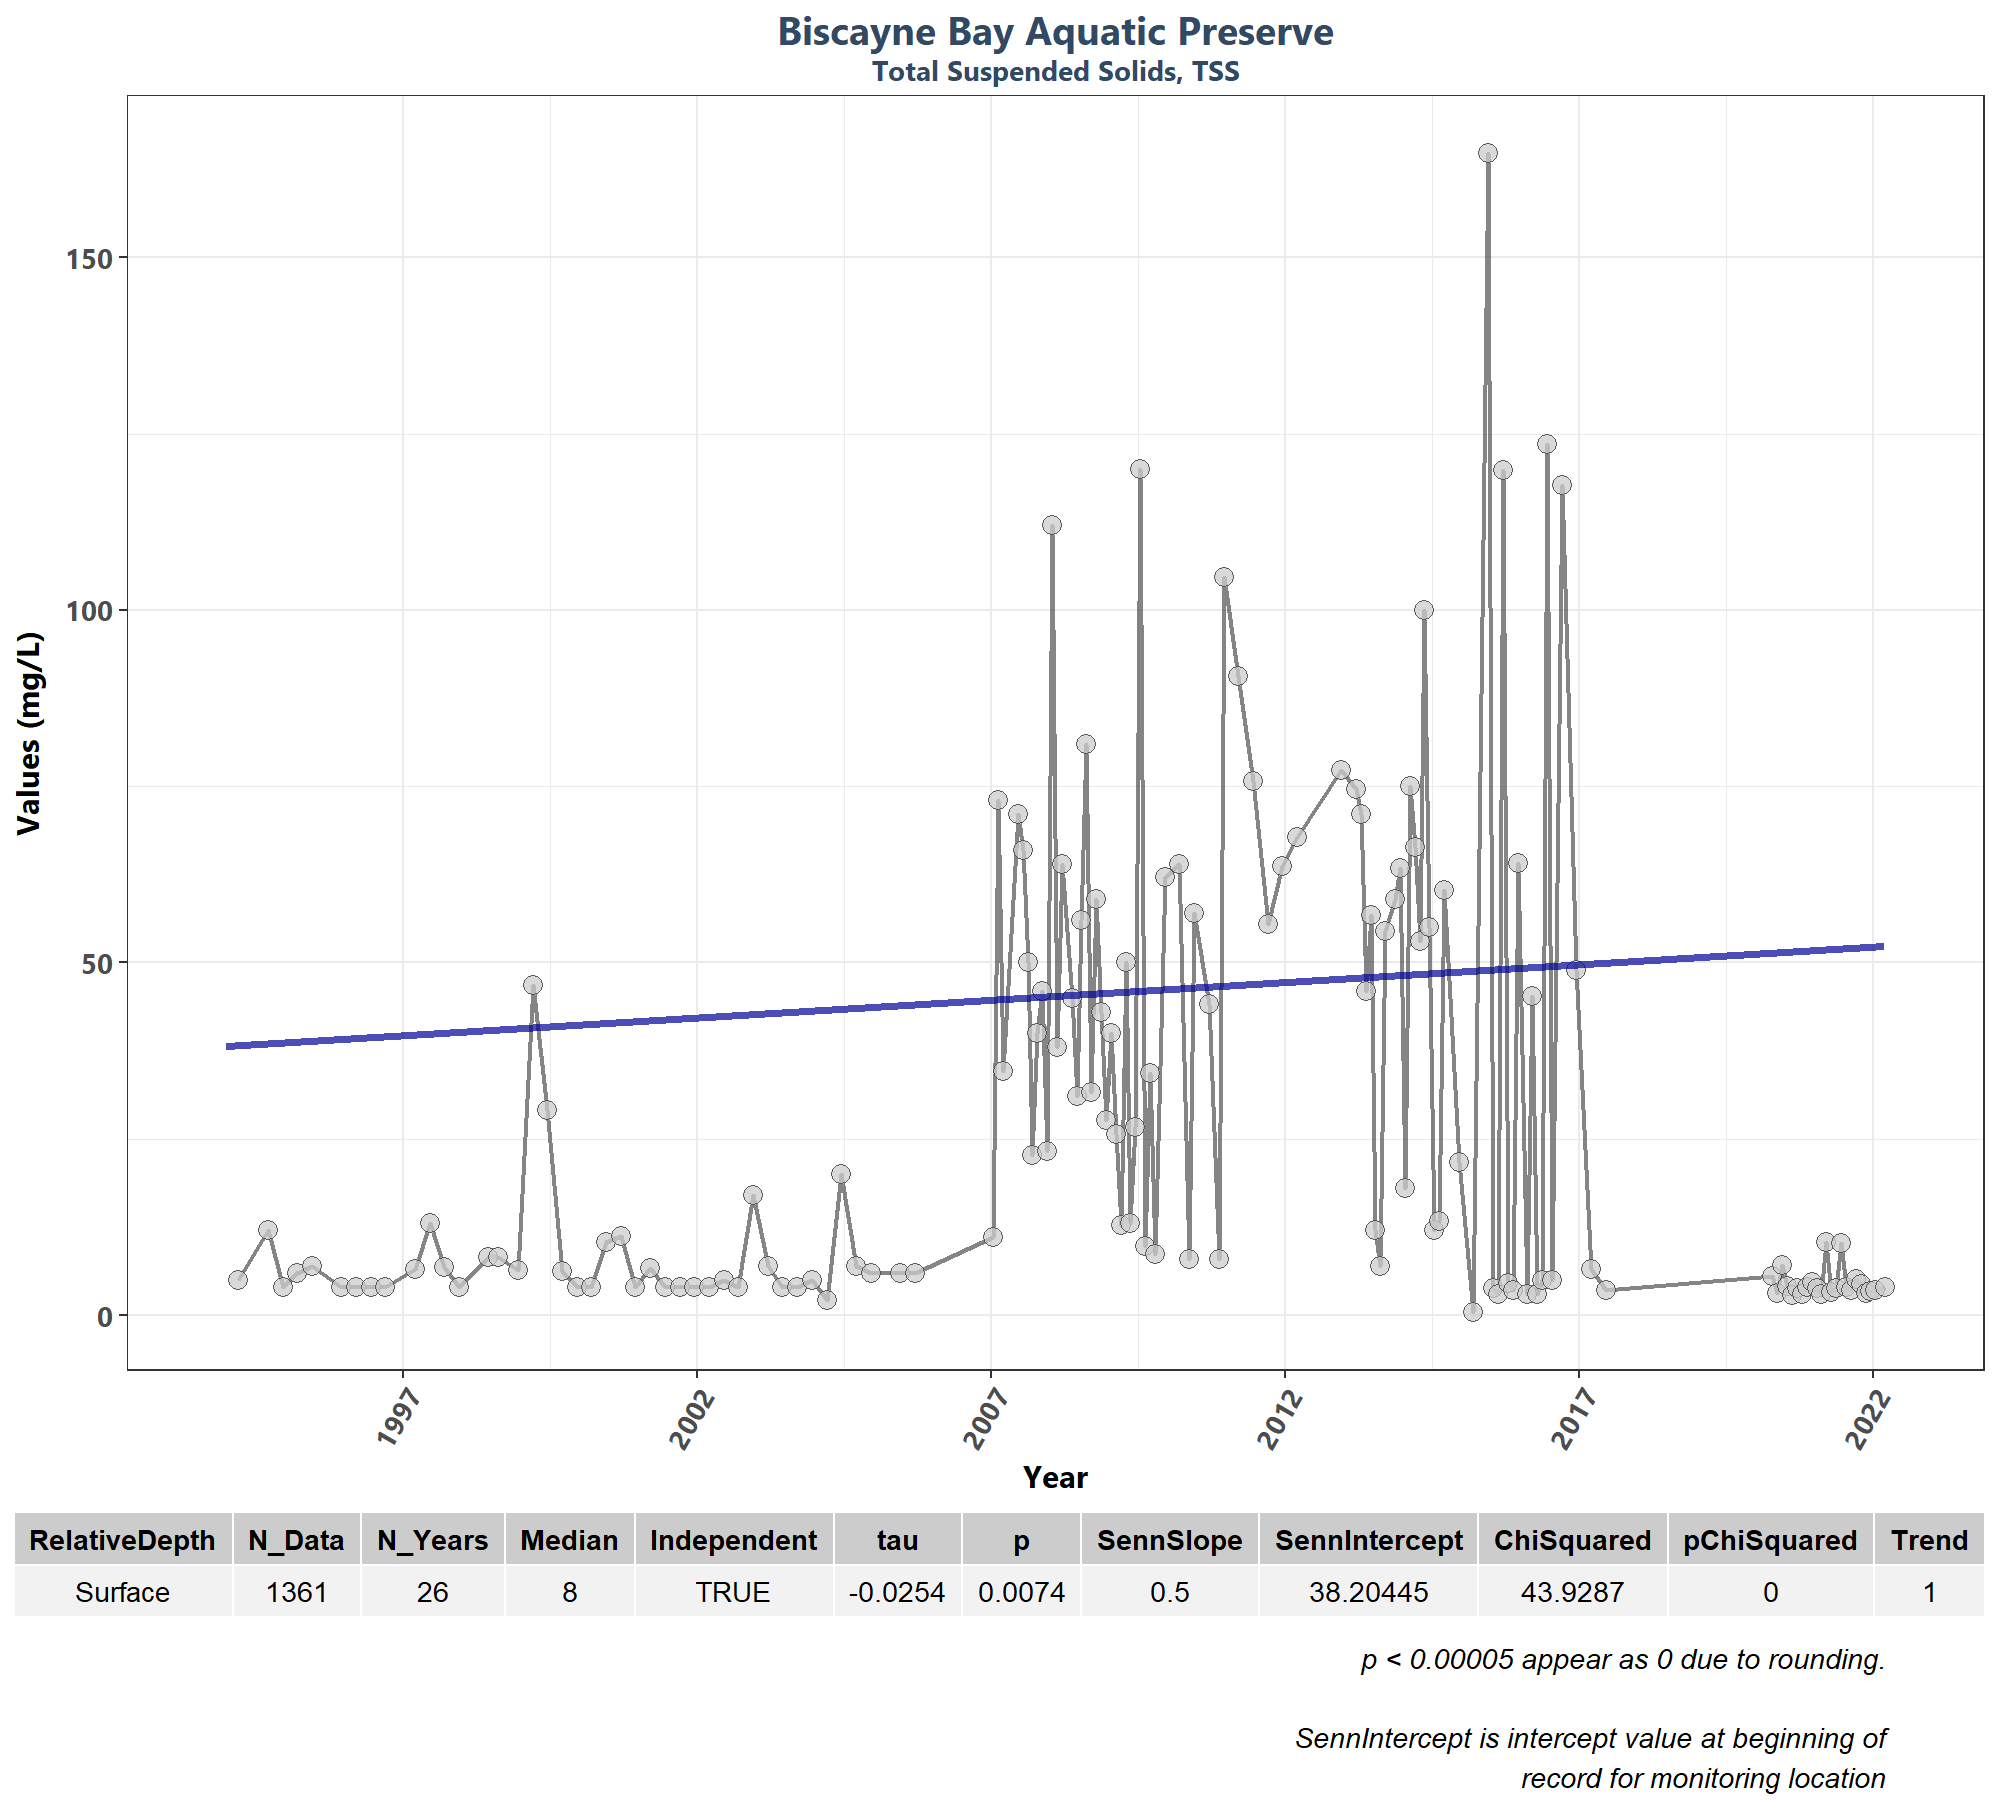 Biscayne Bay Aquatic Preserve
Total Suspended Solids, TSS
Values (mg/L)
150
100
50
0
1997 2002 2007 2012 2017 2022
Year
RelativeDepth N_Data N_Years Median Independent tau p SennSlope SennIntercept ChiSquared pChiSquared Trend
Surface 1361 26 8 TRUE -0.0254 0.0074 0.5 38.20445 43.9287 0 1
p < 0.00005 appear as 0 due to rounding.
SennIntercept is intercept value at beginning of
record for monitoring location